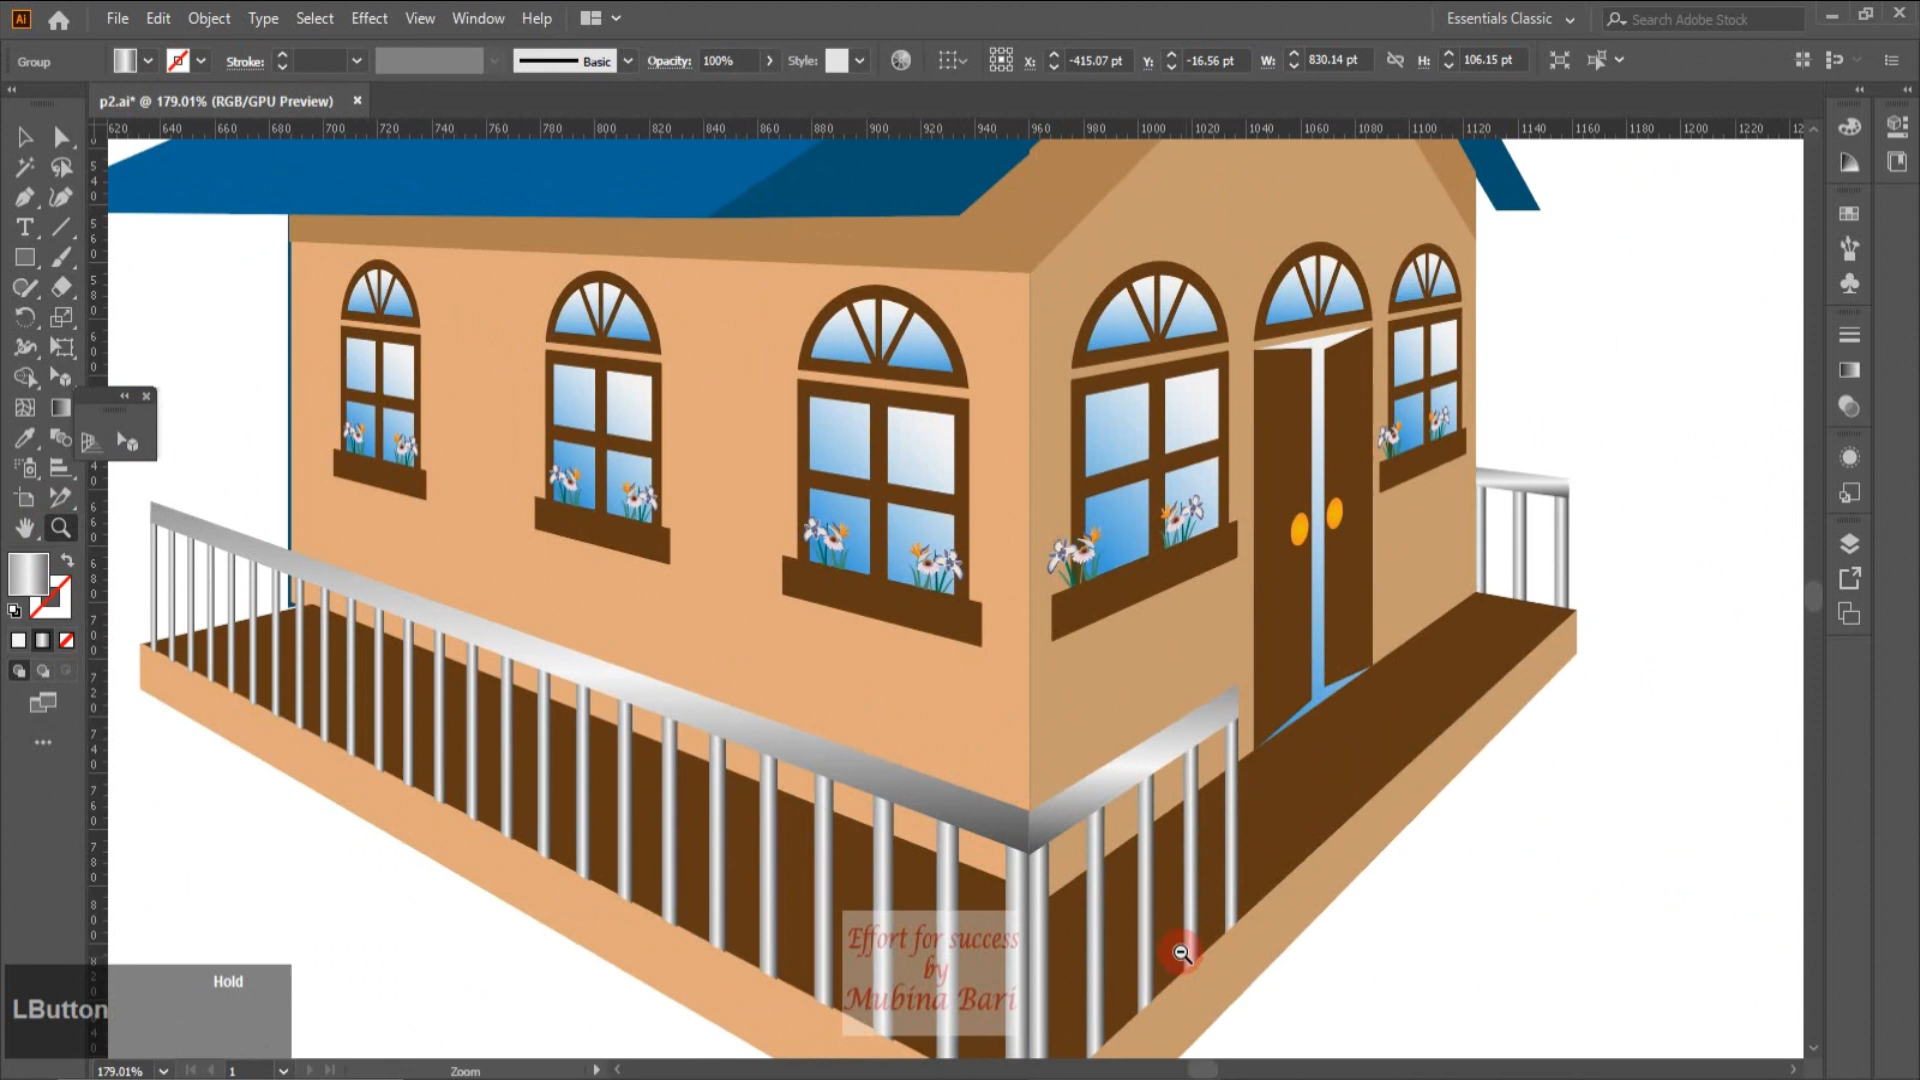 Ai File Edit Object Type Select Effect View Window Help Essentials Classic Search Adobe Stock
Group Stroke: Basic Opacity: 100% Style: X: -415.07 pt Y: -16.56 pt W: 830.14 pt H: 106.15 pt
p2.ai* @ 179.01% (RGB/GPU Preview)
620 640 660 680 700 720 740 760 780 800 820 840 860 880 900 920 940 960 980 1000 1020 1040 1060 1080 1100 1120 1140 1160 1180 1200 1220
Effort for success
by
Mubina Bari
Hold
LButton
179.01% 1 Zoom